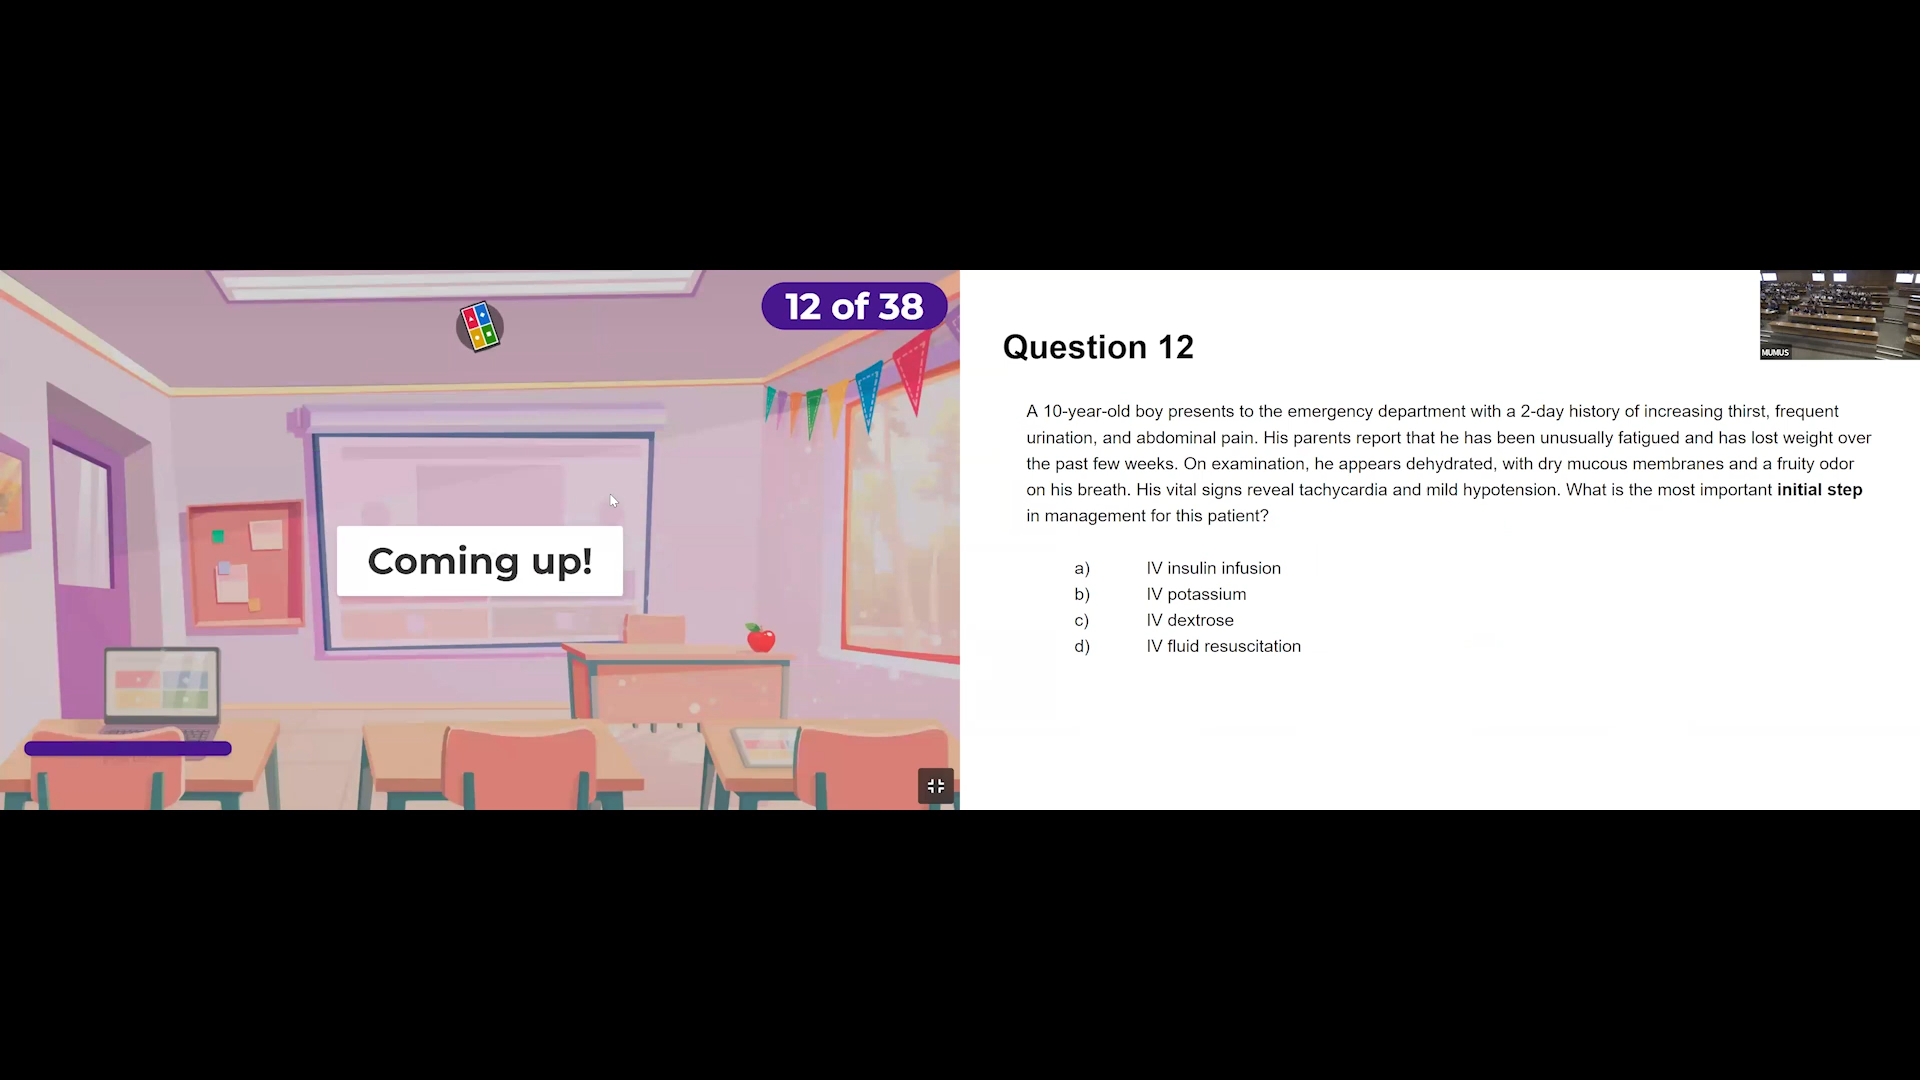 12 of 38
Coming up!
MUMUS
Question 12
A 10-year-old boy presents to the emergency department with a 2-day history of increasing thirst, frequent
urination, and abdominal pain. His parents report that he has been unusually fatigued and has lost weight over
the past few weeks. On examination, he appears dehydrated, with dry mucous membranes and a fruity odor
on his breath. His vital signs reveal tachycardia and mild hypotension. What is the most important initial step
in management for this patient?
a) IV insulin infusion
b) IV potassium
c) IV dextrose
d) IV fluid resuscitation